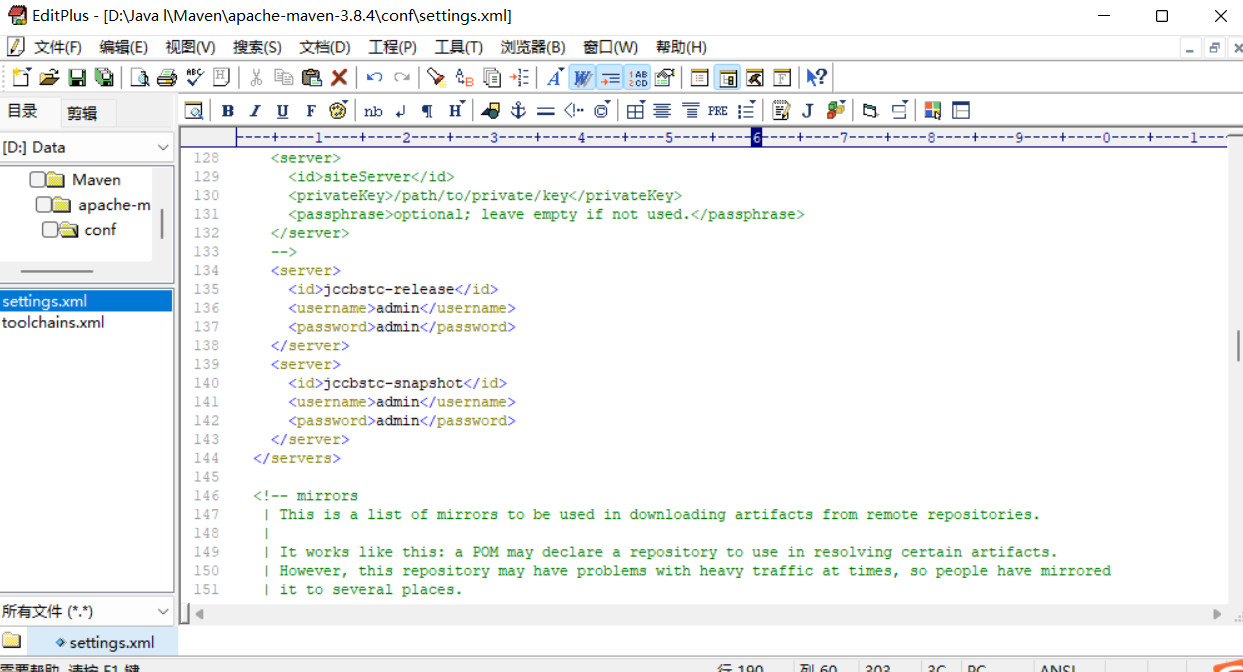 EditPlus - [D:\Java l\Maven\apache-maven-3.8.4\conf\settings.xml]
文件(F) 编辑(E) 视图(V) 搜索(S) 文档(D) 工程(P) 工具(T) 浏览器(B) 窗口(W) 帮助(H)
目录 剪辑
[D:] Data
Maven
apache-m
conf
settings.xml
toolchains.xml
所有文件 (*.*)
----+----1----+----2----+----3----+----4----+----5----+----6----+----7----+----8----+----9----+----0----+----1----
128 <server>
129 <id>siteServer</id>
130 <privateKey>/path/to/private/key</privateKey>
131 <passphrase>optional; leave empty if not used.</passphrase>
132 </server>
133 -->
134 <server>
135 <id>jccbstc-release</id>
136 <username>admin</username>
137 <password>admin</password>
138 </server>
139 <server>
140 <id>jccbstc-snapshot</id>
141 <username>admin</username>
142 <password>admin</password>
143 </server>
144 </servers>
145
146 <!-- mirrors
147 | This is a list of mirrors to be used in downloading artifacts from remote repositories.
148 |
149 | It works like this: a POM may declare a repository to use in resolving certain artifacts.
150 | However, this repository may have problems with heavy traffic at times, so people have mirrored
151 | it to several places.
settings.xml
需要帮助, 请按 F1 键 行 190 列 60 303 3C PC ANSI